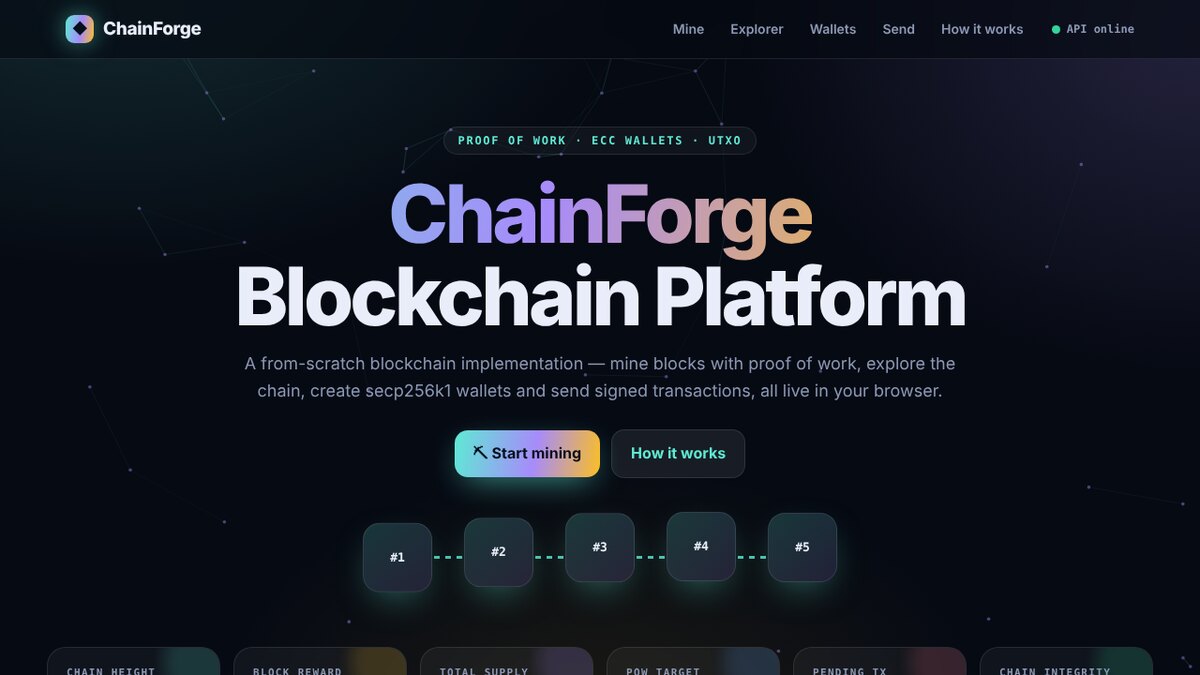 ChainForge
Mine Explorer Wallets Send How it works API online
PROOF OF WORK · ECC WALLETS · UTXO
ChainForge
Blockchain Platform
A from-scratch blockchain implementation — mine blocks with proof of work, explore the
chain, create secp256k1 wallets and send signed transactions, all live in your browser.
⛏ Start mining How it works
#1 #2 #3 #4 #5
CHAIN HEIGHT BLOCK REWARD TOTAL SUPPLY POW TARGET PENDING TX CHAIN INTEGRITY